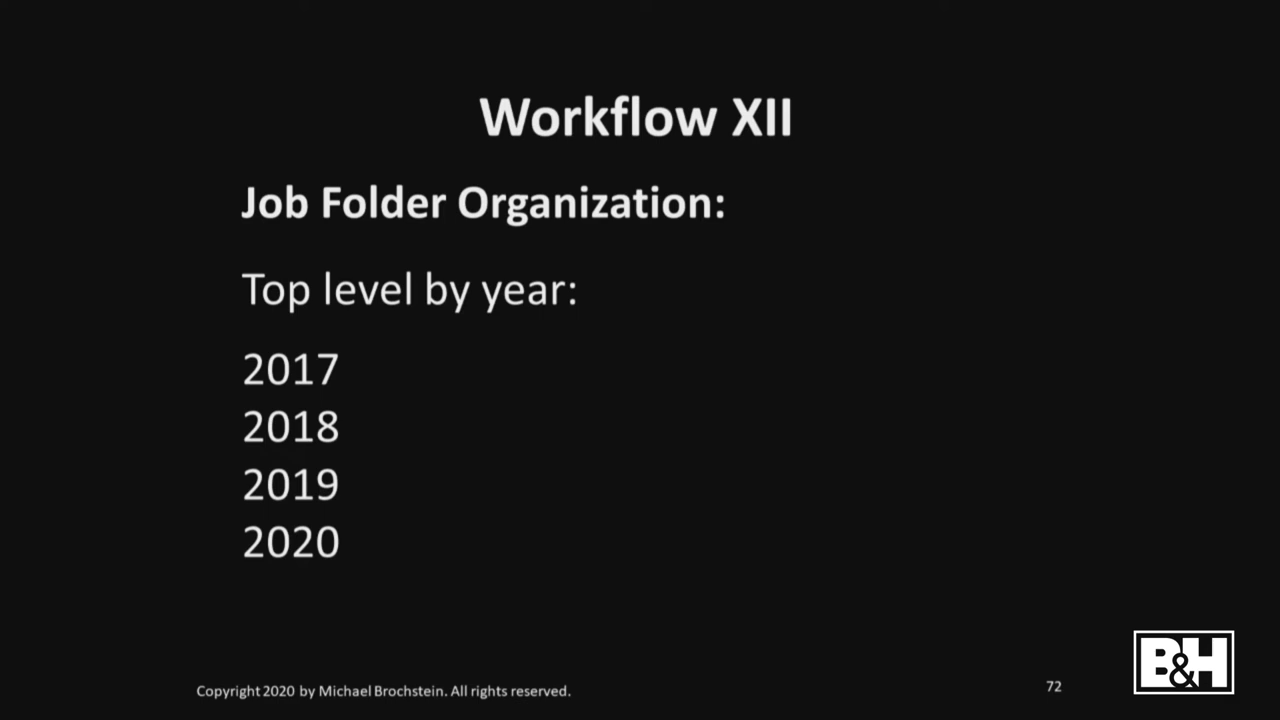 Workflow XII
Job Folder Organization:
Top level by year:
2017
2018
2019
2020
Copyright 2020 by Michael Brochstein. All rights reserved.
72
B&H